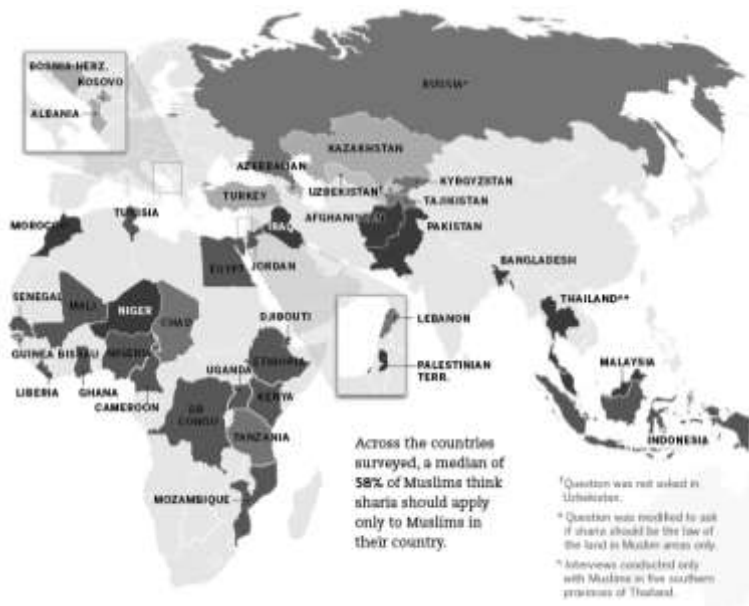 BOSNIA-HERZ.
KOSOVO
ALBANIA
RUSSIA*
KAZAKHSTAN
AZERBAIJAN
UZBEKISTAN†
KYRGYZSTAN
TURKEY
TAJIKISTAN
TUNISIA
AFGHANISTAN
MOROCCO
IRAQ
PAKISTAN
EGYPT
JORDAN
BANGLADESH
SENEGAL
MALI
NIGER
CHAD
DJIBOUTI
LEBANON
THAILAND**
GUINEA BISSAU
NIGERIA
ETHIOPIA
PALESTINIAN
TERR.
MALAYSIA
LIBERIA
GHANA
CAMEROON
UGANDA
KENYA
DR
CONGO
TANZANIA
INDONESIA
MOZAMBIQUE
Across the countries
surveyed, a median of
58% of Muslims think
sharia should apply
only to Muslims in
their country.
†Question was not asked in
Uzbekistan.
* Question was modified to ask
if sharia should be the law of
the land in Muslim areas only.
** Interviews conducted only
with Muslims in five southern
provinces of Thailand.